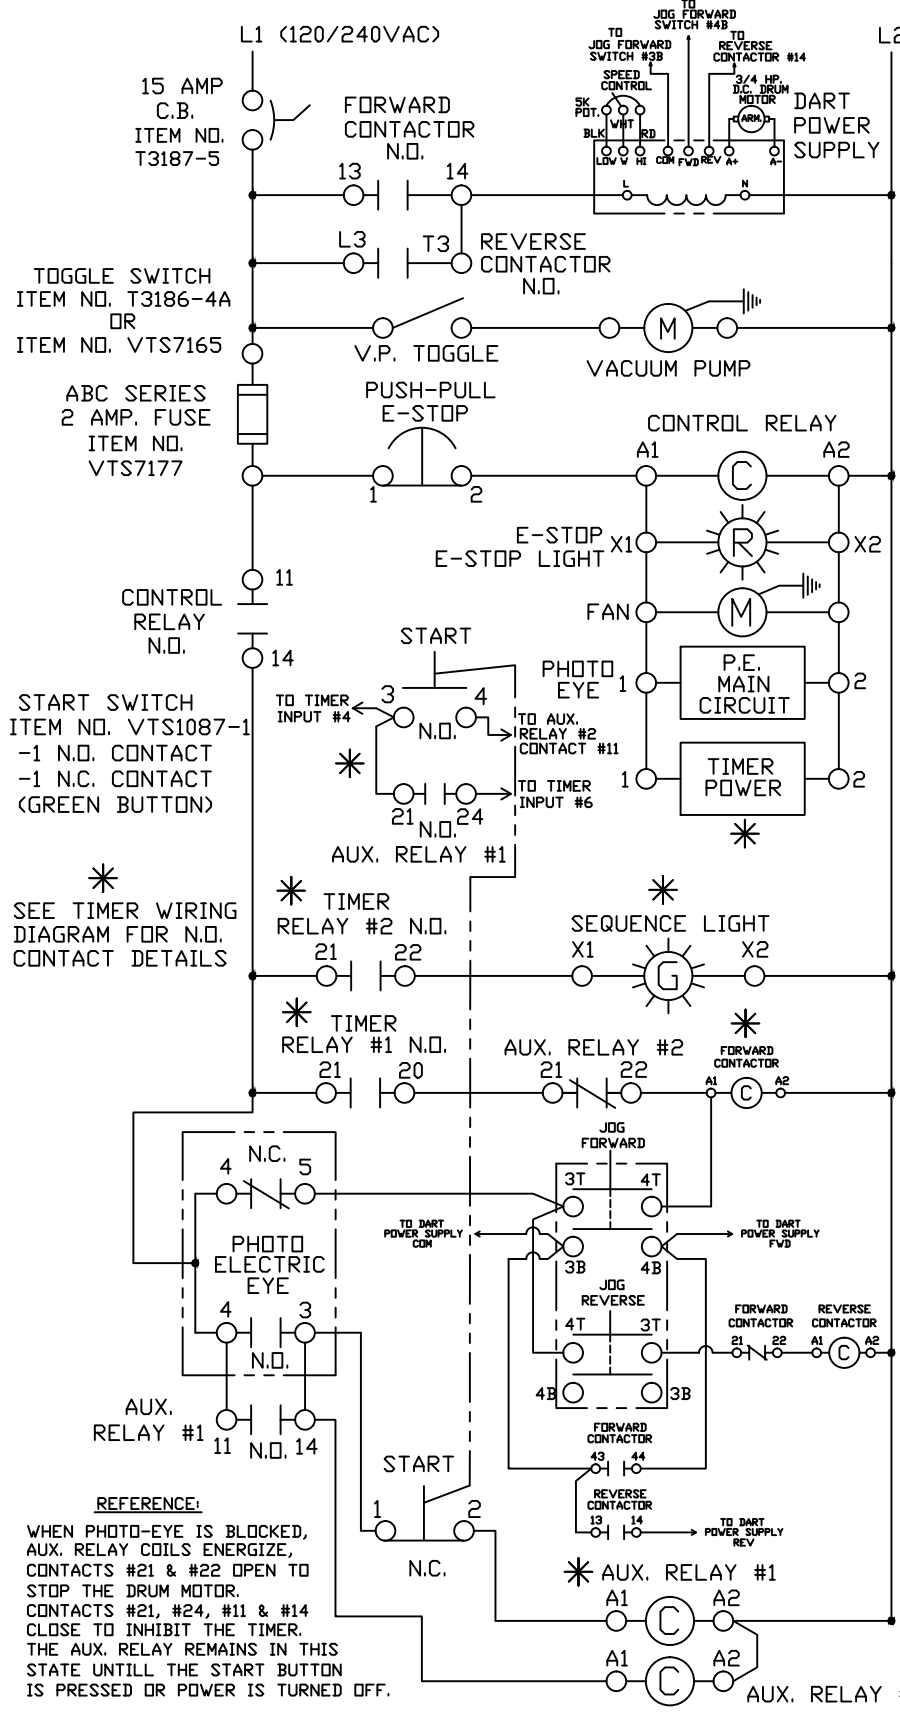 L1 (120/240VAC)
TO
JOG FORWARD
SWITCH #4B
TO
JOG FORWARD
SWITCH #3B
TO
REVERSE
CONTACTOR #14
L2
15 AMP
C.B.
ITEM NO.
T3187-5
FORWARD
CONTACTOR
N.O.
SPEED
CONTROL
3/4 HP.
D.C. DRUM
MOTOR
5K
POT.
WHT
BLK
RD
ARM.
DART
POWER
SUPPLY
LOW W HI COM FWD REV A+ A-
13 14
L N
L3 T3
REVERSE
CONTACTOR
N.O.
TOGGLE SWITCH
ITEM NO. T3186-4A
OR
ITEM NO. VTS7165
M
V.P. TOGGLE
VACUUM PUMP
ABC SERIES
2 AMP. FUSE
ITEM NO.
VTS7177
PUSH-PULL
E-STOP
1 2
CONTROL RELAY
A1 C A2
E-STOP
E-STOP LIGHT
X1 R X2
11
CONTROL
RELAY
N.O.
14
FAN M
START
PHOTO
EYE
1
P.E.
MAIN
CIRCUIT
2
START SWITCH
ITEM NO. VTS1087-1
-1 N.O. CONTACT
-1 N.C. CONTACT
(GREEN BUTTON)
TO TIMER
INPUT #4
3 4
N.O.
TO AUX.
RELAY #2
CONTACT #11
1
TIMER
POWER
2
TO TIMER
INPUT #6
21 24
N.O.
AUX. RELAY #1
SEE TIMER WIRING
DIAGRAM FOR N.O.
CONTACT DETAILS
TIMER
RELAY #2 N.O.
21 22
SEQUENCE LIGHT
X1 G X2
TIMER
RELAY #1 N.O.
21 20
AUX. RELAY #2
21 22
FORWARD
CONTACTOR
A1 C A2
4 N.C. 5
PHOTO
ELECTRIC
EYE
4 3
N.O.
AUX.
RELAY #1
11 N.O. 14
JOG
FORWARD
3T 4T
TO DART
POWER SUPPLY
COM
TO DART
POWER SUPPLY
FWD
3B 4B
JOG
REVERSE
4T 3T
4B 3B
FORWARD
CONTACTOR
21 22
REVERSE
CONTACTOR
A1 C A2
FORWARD
CONTACTOR
43 44
REVERSE
CONTACTOR
13 14
TO DART
POWER SUPPLY
REV
START
1 2
N.C.
REFERENCE:
WHEN PHOTO-EYE IS BLOCKED,
AUX. RELAY COILS ENERGIZE,
CONTACTS #21 & #22 OPEN TO
STOP THE DRUM MOTOR.
CONTACTS #21, #24, #11 & #14
CLOSE TO INHIBIT THE TIMER.
THE AUX. RELAY REMAINS IN THIS
STATE UNTILL THE START BUTTON
IS PRESSED OR POWER IS TURNED OFF.
AUX. RELAY #1
A1 C A2
A1 C A2
AUX. RELAY